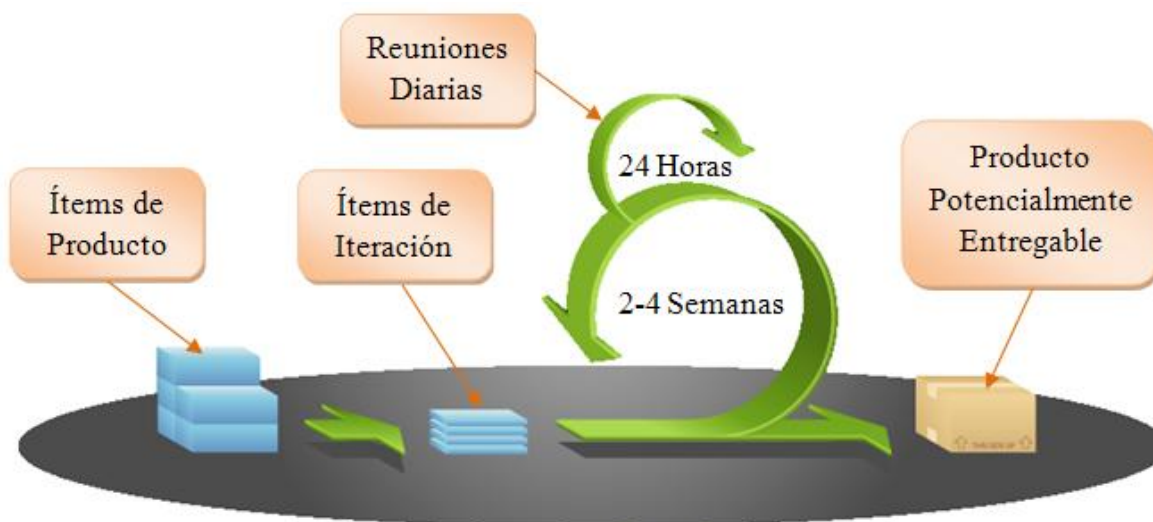 Reuniones
Diarias
24 Horas
Producto
Potencialmente
Entregable
Ítems de
Producto
Ítems de
Iteración
2-4 Semanas